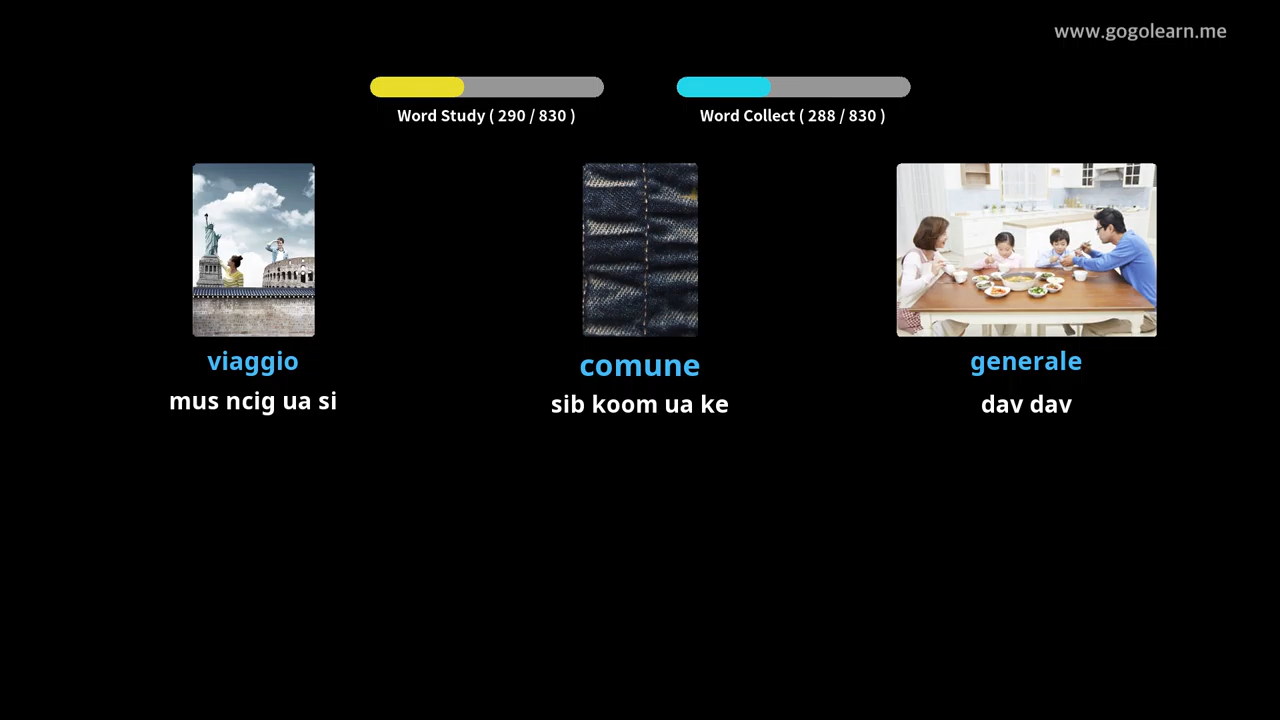 www.gogolearn.me
Word Study ( 290 / 830 )
Word Collect ( 288 / 830 )
viaggio
comune
generale
mus ncig ua si
sib koom ua ke
dav dav